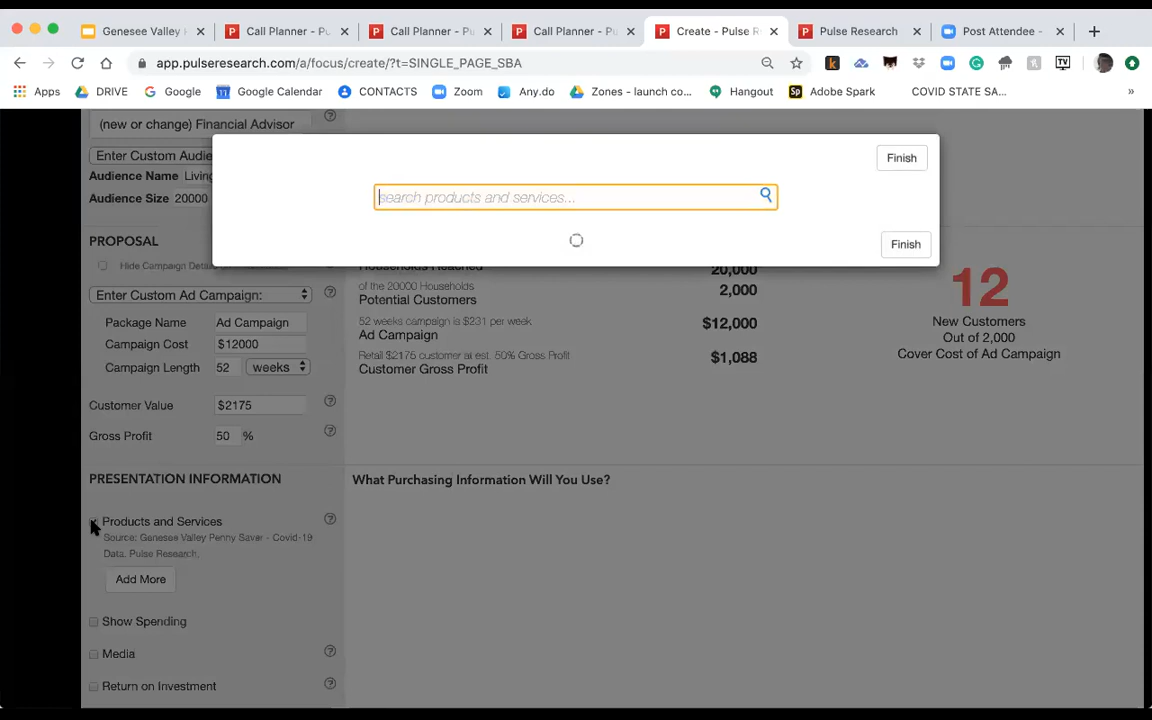 Genesee Valley
Call Planner - Pu
Call Planner - Pu
Call Planner - Pu
Create - Pulse R
Pulse Research
Post Attendee -
app.pulseresearch.com/a/focus/create/?t=SINGLE_PAGE_SBA
Apps
DRIVE
Google
Google Calendar
CONTACTS
Zoom
Any.do
Zones - launch co...
Hangout
Adobe Spark
COVID STATE SA...
»
(new or change) Financial Advisor
Enter Custom Audie
Audience Name Living
Audience Size 20000
Finish
search products and services...
Finish
PROPOSAL
Hide Campaign Details
Enter Custom Ad Campaign:
Package Name Ad Campaign
Campaign Cost $12000
Campaign Length 52 weeks
Customer Value $2175
Gross Profit 50 %
Households Reached 20,000
of the 20000 Households
Potential Customers 2,000
52 weeks campaign is $231 per week
Ad Campaign $12,000
Retail $2175 customer at est. 50% Gross Profit
Customer Gross Profit $1,088
12
New Customers
Out of 2,000
Cover Cost of Ad Campaign
PRESENTATION INFORMATION
What Purchasing Information Will You Use?
Products and Services
Source: Genesee Valley Penny Saver - Covid-19
Data. Pulse Research,
Add More
Show Spending
Media
Return on Investment